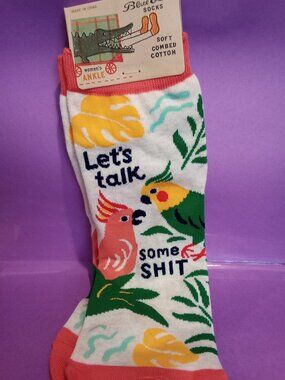 MADE IN CHINA
Blue Q
SOCKS
SOFT
COMBED
COTTON
WOMEN'S
ANKLE
Let's
talk
some
SHIT